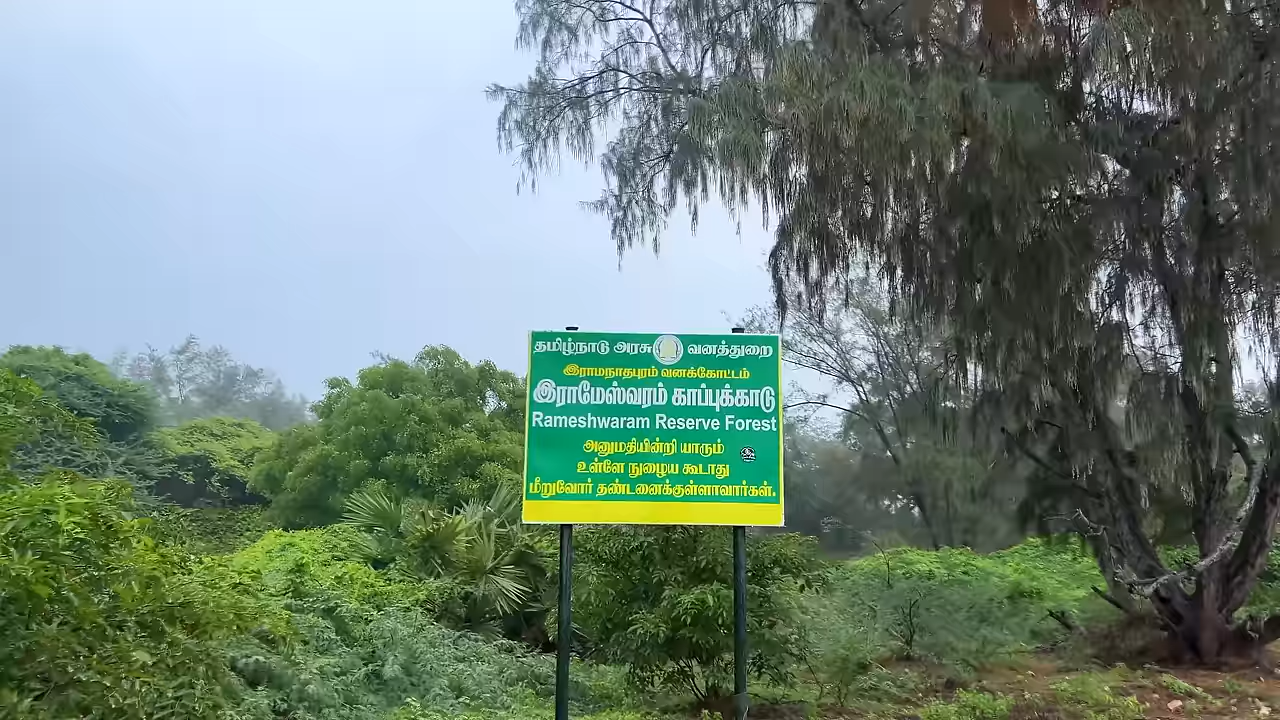 தமிழ்நாடு அரசு வனத்துறை
இராமநாதபுரம் வனக்கோட்டம்
இராமேஸ்வரம் காப்புக்காடு
Rameshwaram Reserve Forest
அனுமதியின்றி யாரும்
உள்ளே நுழைய கூடாது
மீறுவோர் தண்டனைக்குள்ளாவார்கள்.